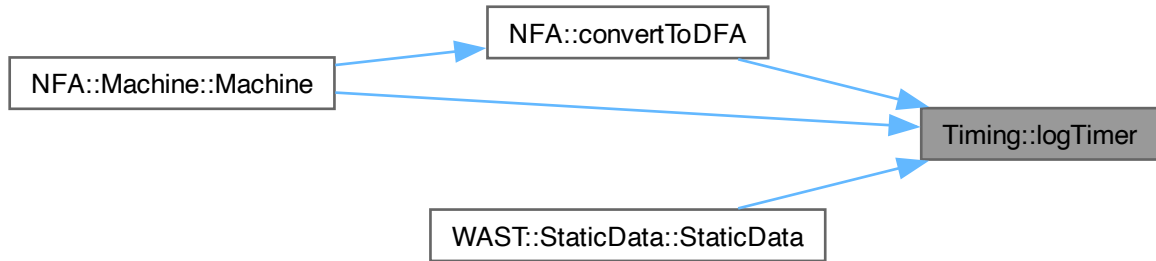 NFA::convertToDFA
NFA::Machine::Machine
Timing::logTimer
WAST::StaticData::StaticData